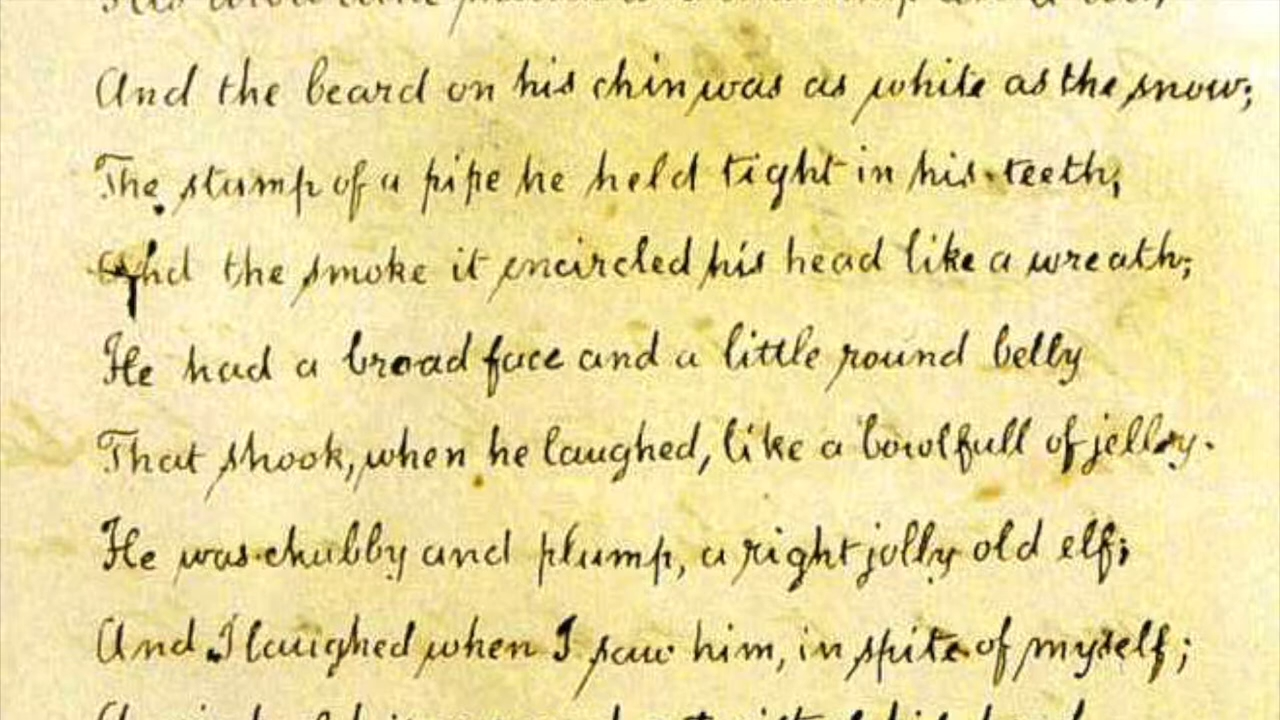 And the beard on his chin was as white as the snow;
The stump of a pipe he held tight in his teeth,
And the smoke it encircled his head like a wreath;
He had a broad face and a little round belly
That shook, when he laughed, like a bowlfull of jelly.
He was chubby and plump, a right jolly old elf;
And I laughed when I saw him, in spite of myself;